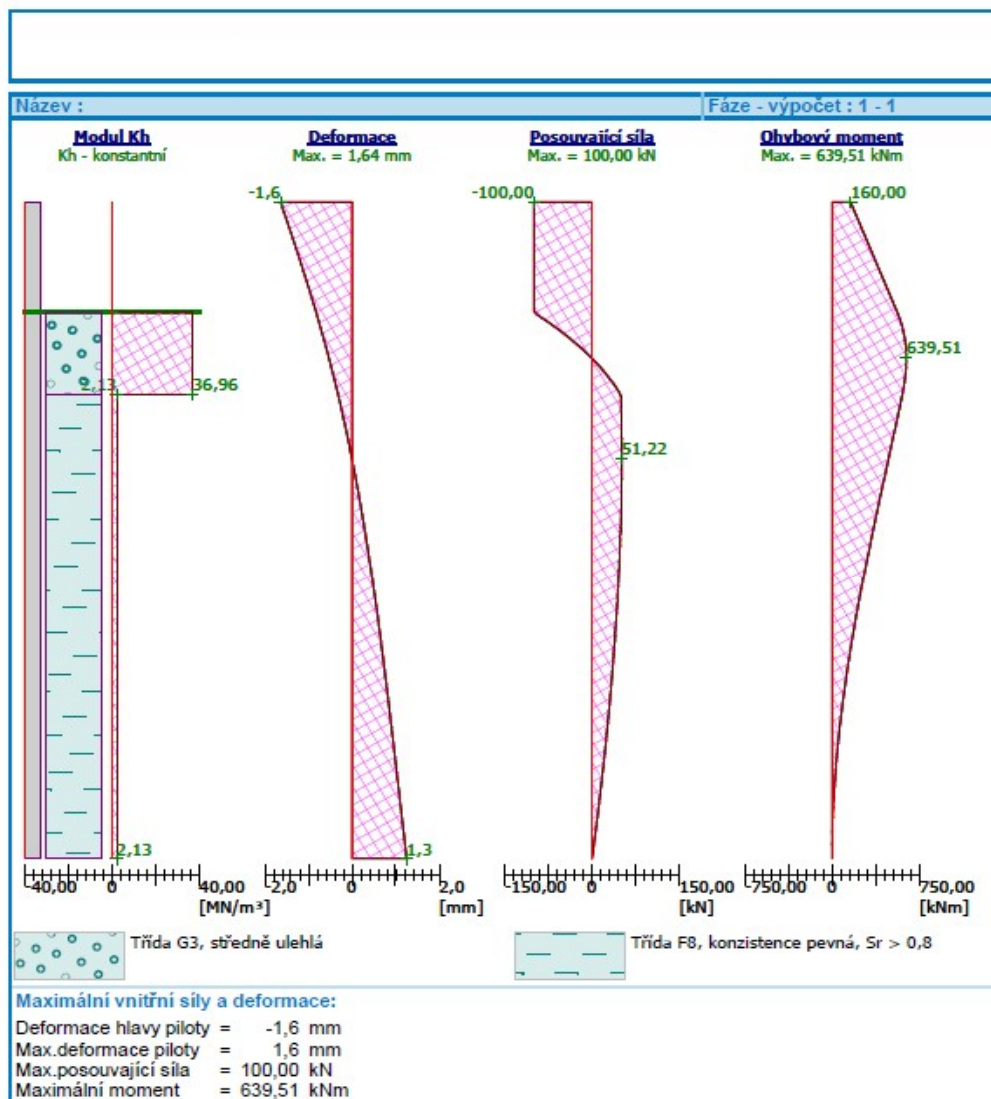 Název :
Fáze - výpočet : 1 - 1
Modul Kh
Kh - konstantní
Deformace
Max. = 1,64 mm
Posouvající síla
Max. = 100,00 kN
Ohybový moment
Max. = 639,51 kNm
-1,6
-100,00
160,00
639,51
2,13
36,96
51,22
2,13
1,3
-40,00 0 40,00
[MN/m³]
-2,0 0 2,0
[mm]
-150,00 0 150,00
[kN]
-750,00 0 750,00
[kNm]
Třída G3, středně ulehlá
Třída F8, konzistence pevná, Sr > 0,8
Maximální vnitřní síly a deformace:
Deformace hlavy piloty = -1,6 mm
Max.deformace piloty = 1,6 mm
Max.posouvající síla = 100,00 kN
Maximální moment = 639,51 kNm